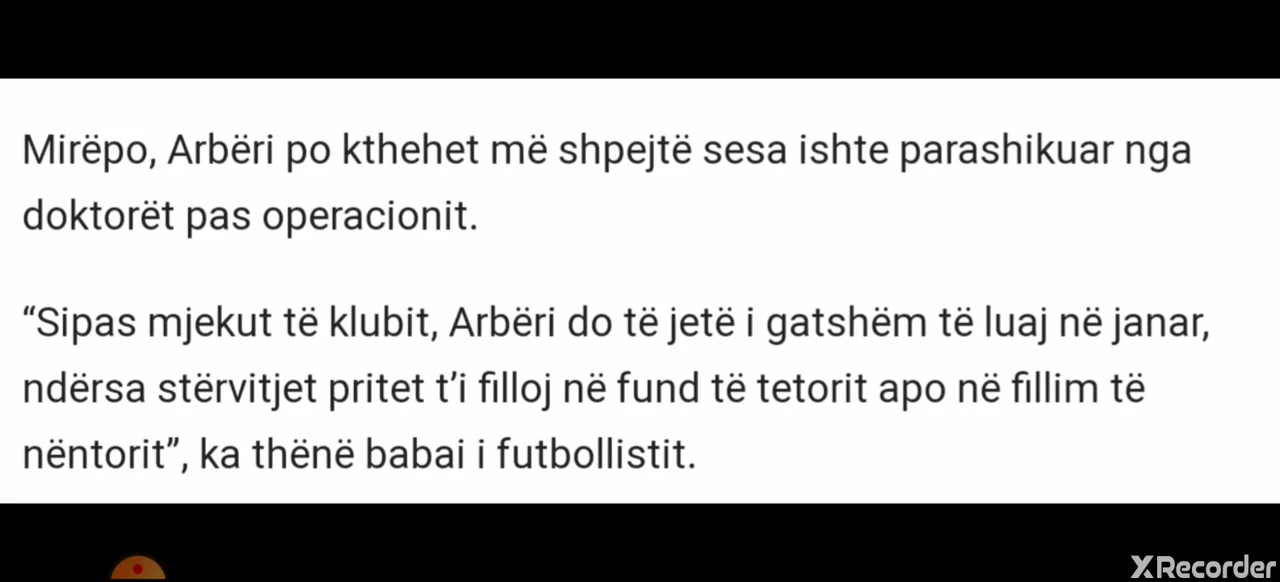 Mirëpo, Arbëri po kthehet më shpejtë sesa ishte parashikuar nga
doktorët pas operacionit.
“Sipas mjekut të klubit, Arbëri do të jetë i gatshëm të luaj në janar,
ndërsa stërvitjet pritet t’i filloj në fund të tetorit apo në fillim të
nëntorit”, ka thënë babai i futbollistit.
XRecorder